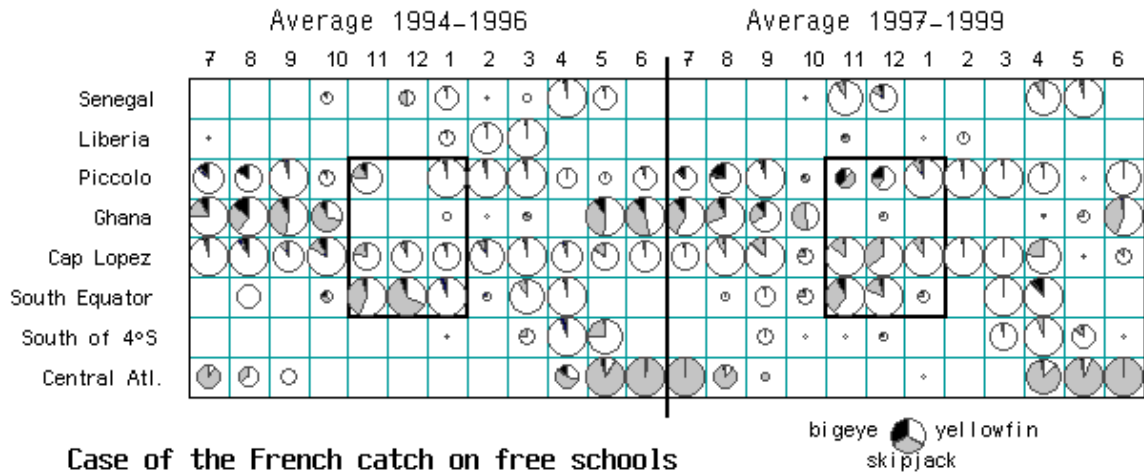 Average 1994-1996 Average 1997-1999
7 8 9 10 11 12 1 2 3 4 5 6 7 8 9 10 11 12 1 2 3 4 5 6
Senegal
Liberia
Piccolo
Ghana
Cap Lopez
South Equator
South of 4°S
Central Atl.
bigeye yellowfin
skipjack
Case of the French catch on free schools